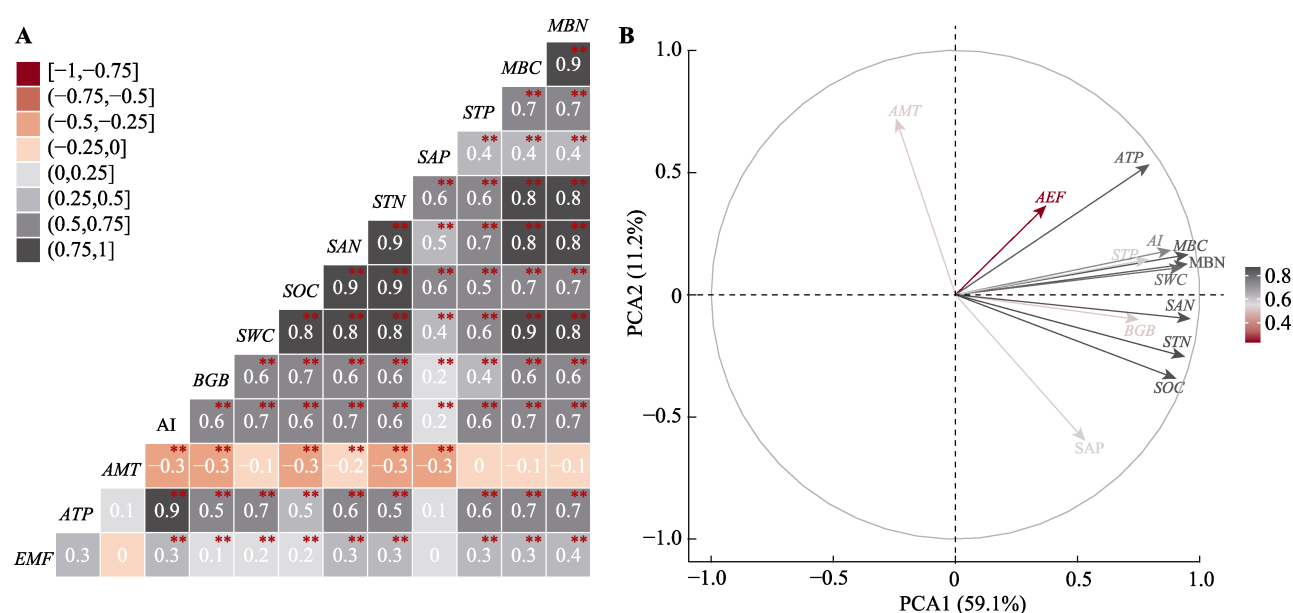 A
[−1,−0.75]
(−0.75,−0.5]
(−0.5,−0.25]
(−0.25,0]
(0,0.25]
(0.25,0.5]
(0.5,0.75]
(0.75,1]
MBN
MBC 0.9**
STP 0.7** 0.7**
SAP 0.4** 0.4** 0.4**
STN 0.6** 0.6** 0.8** 0.8**
SAN 0.9** 0.5** 0.7** 0.8** 0.8**
SOC 0.9** 0.9** 0.6** 0.5** 0.7** 0.7**
SWC 0.8** 0.8** 0.8** 0.4** 0.6** 0.9** 0.8**
BGB 0.6** 0.7** 0.6** 0.6** 0.2** 0.4** 0.6** 0.6**
AI 0.6** 0.7** 0.6** 0.7** 0.6** 0.2** 0.6** 0.7** 0.7**
AMT −0.3** −0.3** −0.1 −0.3** −0.2** −0.3** −0.3** 0 −0.1 −0.1
ATP 0.1 0.9** 0.5** 0.7** 0.5** 0.6** 0.5** 0.1 0.6** 0.7** 0.7**
EMF 0.3 0 0.3** 0.1** 0.2** 0.2** 0.3** 0.3** 0 0.3** 0.3** 0.4**
B
PCA2 (11.2%)
1.0
0.5
0
−0.5
−1.0
AMT
ATP
AEF
AI
MBC
STP
MBN
SWC
SAN
BGB
STN
SOC
SAP
−1.0 −0.5 0 0.5 1.0
PCA1 (59.1%)
0.8
0.6
0.4